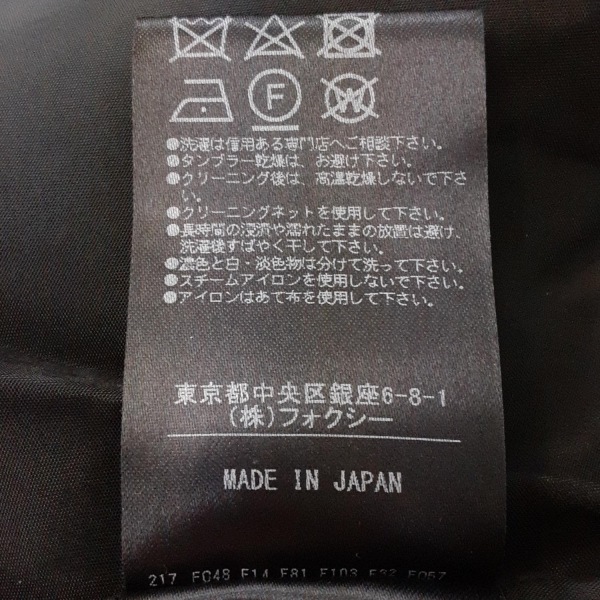 F
W
●洗濯は信用ある専門店へご相談下さい。
●タンブラー乾燥は、お避け下さい。
●クリーニング後は、高温乾燥しないで下さ
い。
●クリーニングネットを使用して下さい。
●長時間の浸漬や濡れたままの放置は避け、
洗濯後すばやく干して下さい。
●濃色と白・淡色物は分けて洗って下さい。
●スチームアイロンを使用しないで下さい。
●アイロンはあて布を使用して下さい。
東京都中央区銀座6-8-1
(株)フォクシー
MADE IN JAPAN
217